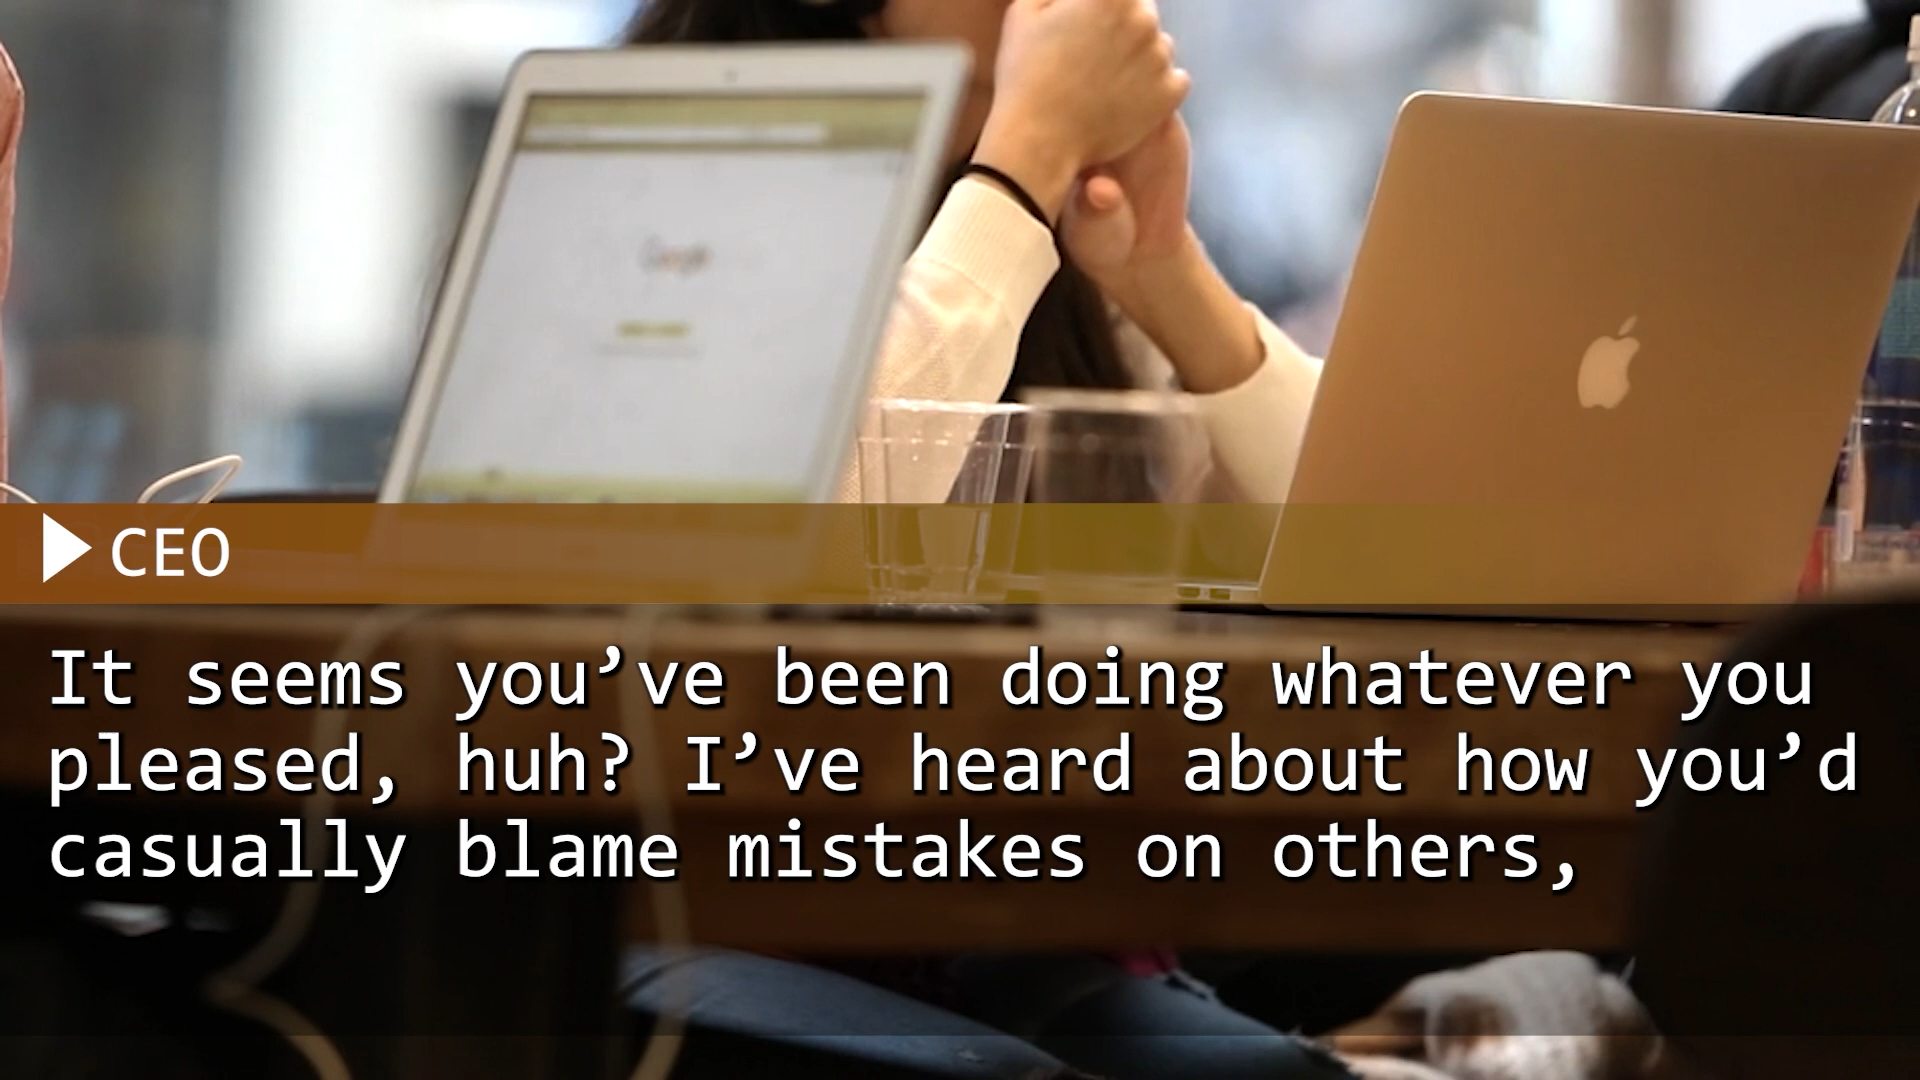 Google
CEO
It seems you’ve been doing whatever you
pleased, huh? I’ve heard about how you’d
casually blame mistakes on others,